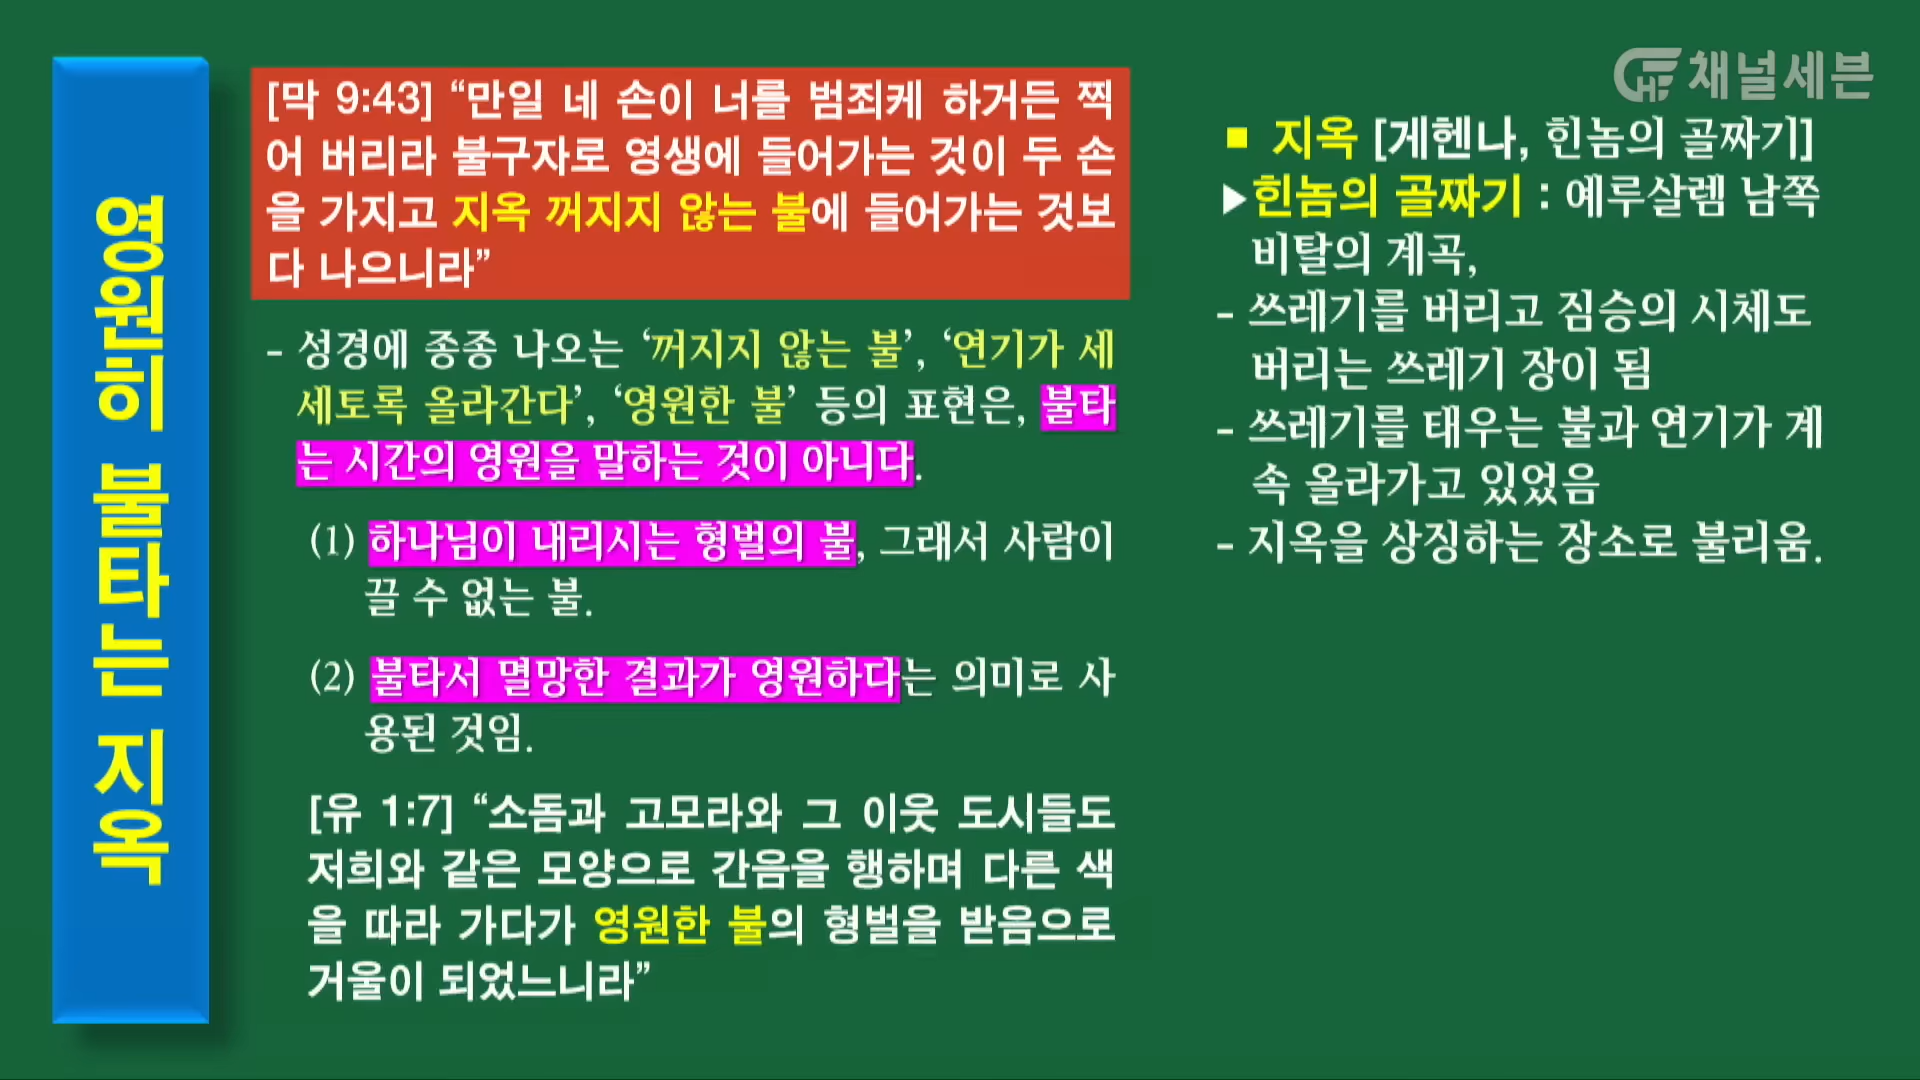 영원히 불타는 지옥
[막 9:43] “만일 네 손이 너를 범죄케 하거든 찍
어 버리라 불구자로 영생에 들어가는 것이 두 손
을 가지고 지옥 꺼지지 않는 불에 들어가는 것보
다 나으니라”
- 성경에 종종 나오는 ‘꺼지지 않는 불’, ‘연기가 세
세토록 올라간다’, ‘영원한 불’ 등의 표현은, 불타
는 시간의 영원을 말하는 것이 아니다.
(1) 하나님이 내리시는 형벌의 불, 그래서 사람이
끌 수 없는 불.
(2) 불타서 멸망한 결과가 영원하다는 의미로 사
용된 것임.
[유 1:7] “소돔과 고모라와 그 이웃 도시들도
저희와 같은 모양으로 간음을 행하며 다른 색
을 따라 가다가 영원한 불의 형벌을 받음으로
거울이 되었느니라”
채널세븐
■ 지옥 [게헨나, 힌놈의 골짜기]
▶힌놈의 골짜기 : 예루살렘 남쪽
비탈의 계곡,
- 쓰레기를 버리고 짐승의 시체도
버리는 쓰레기 장이 됨
- 쓰레기를 태우는 불과 연기가 계
속 올라가고 있었음
- 지옥을 상징하는 장소로 불리움.